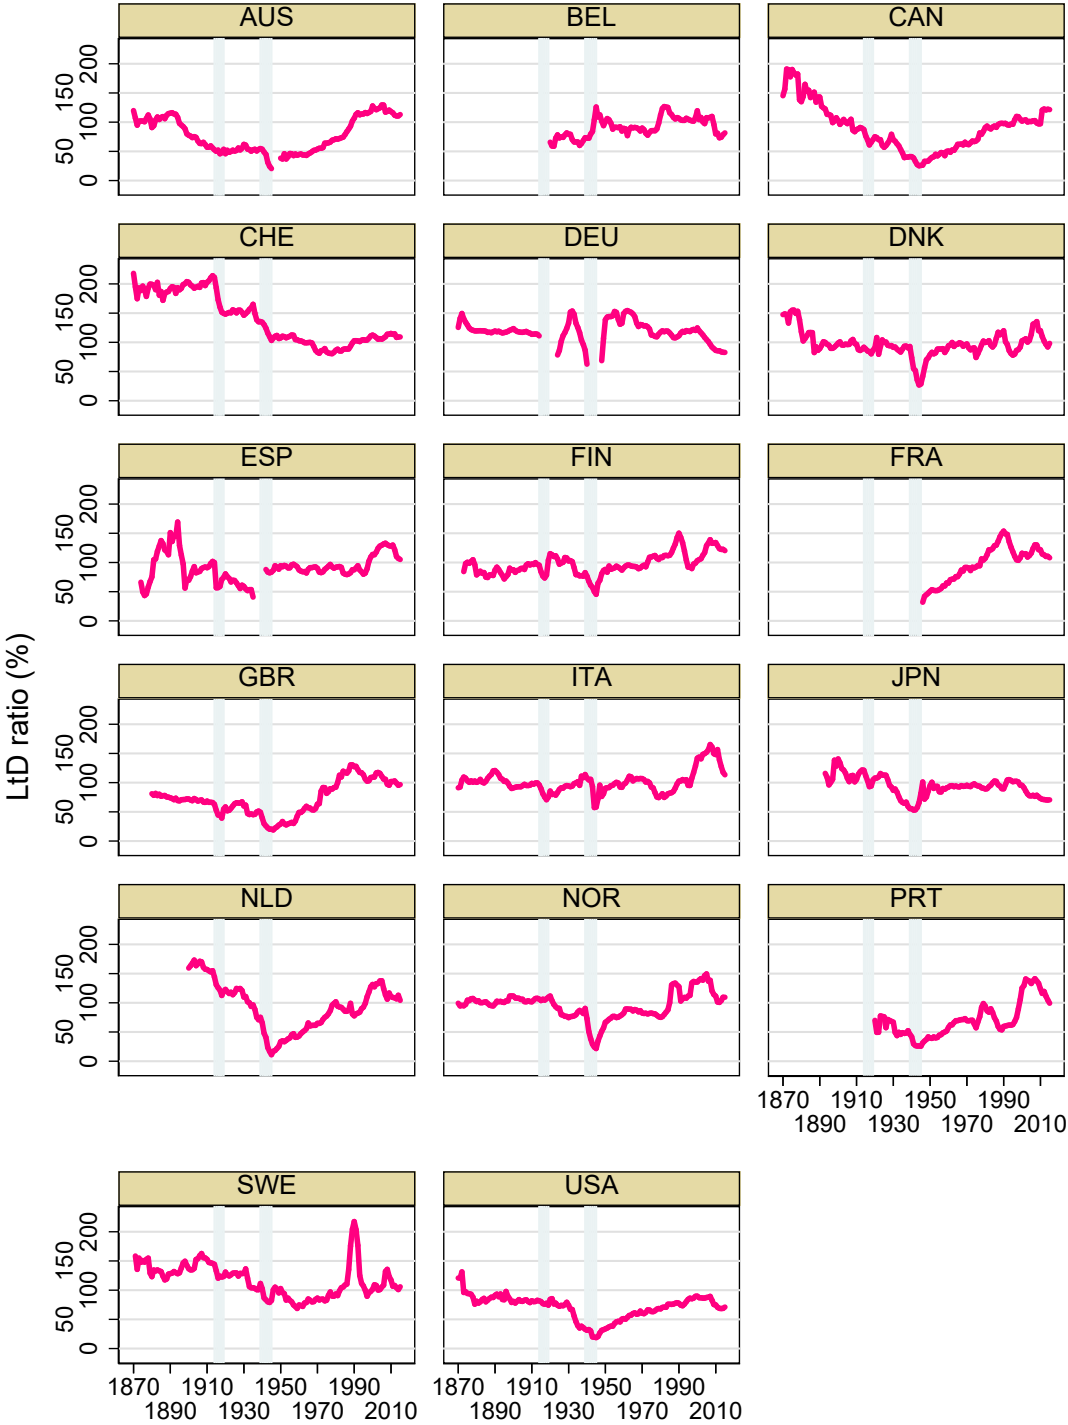 AUS
BEL
CAN
0 50 100 150 200
CHE
DEU
DNK
0 50 100 150 200
ESP
FIN
FRA
0 50 100 150 200
LtD ratio (%)
GBR
ITA
JPN
0 50 100 150 200
NLD
NOR
PRT
0 50 100 150 200
1870 1910 1950 1990
1890 1930 1970 2010
SWE
USA
0 50 100 150 200
1870 1910 1950 1990
1890 1930 1970 2010
1870 1910 1950 1990
1890 1930 1970 2010